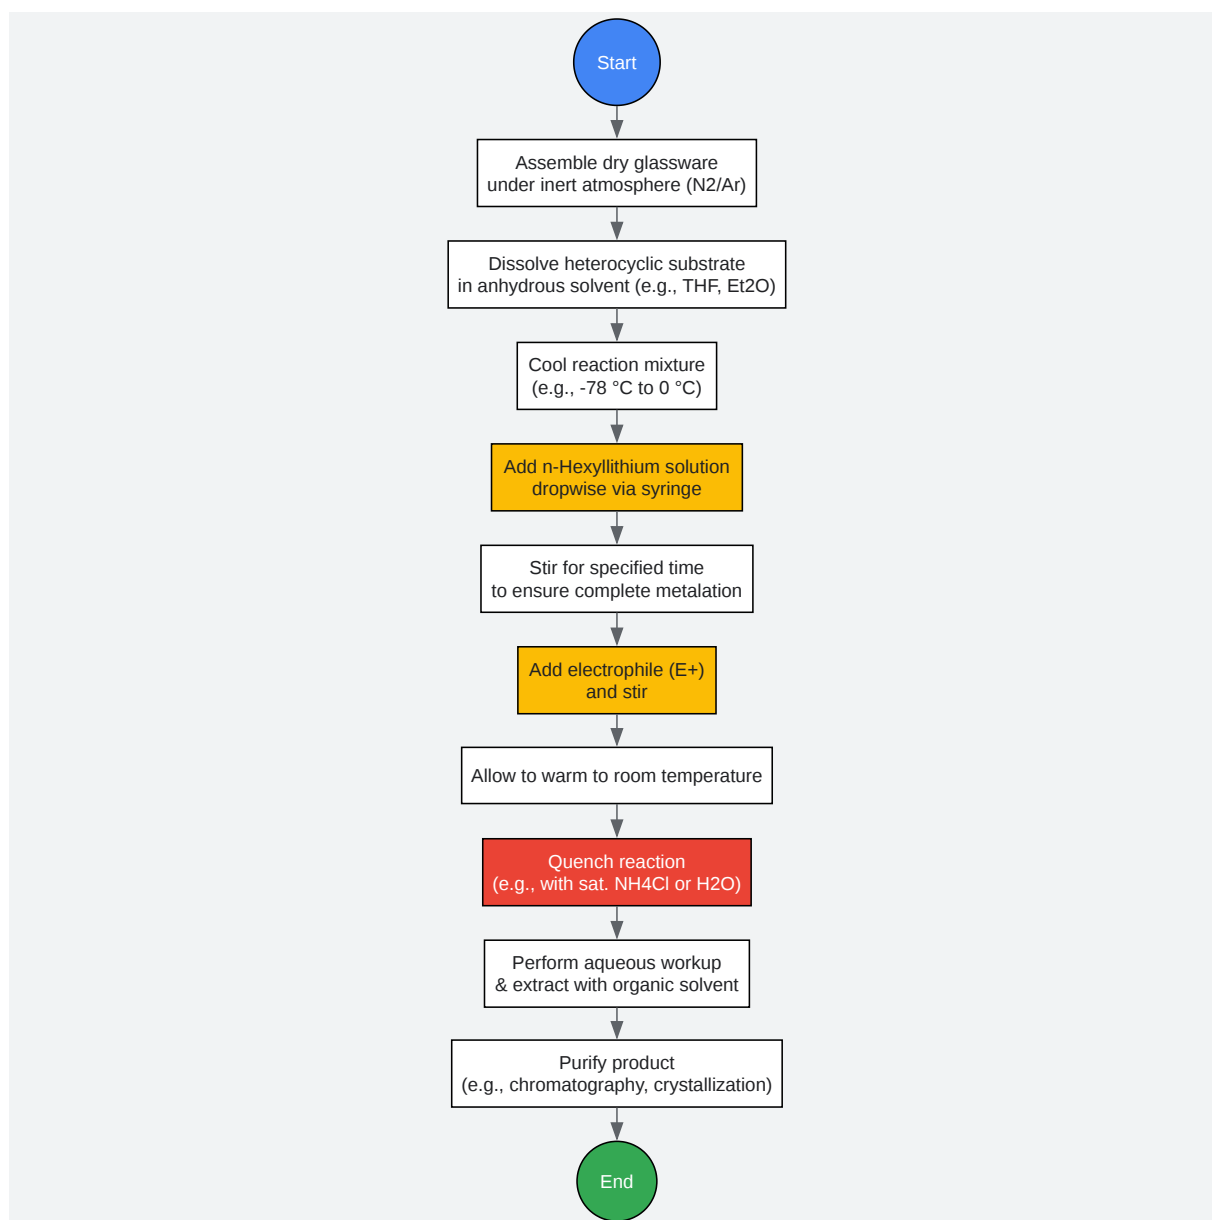 Start
Assemble dry glassware
under inert atmosphere (N2/Ar)
Dissolve heterocyclic substrate
in anhydrous solvent (e.g., THF, Et2O)
Cool reaction mixture
(e.g., -78 °C to 0 °C)
Add n-Hexyllithium solution
dropwise via syringe
Stir for specified time
to ensure complete metalation
Add electrophile (E+)
and stir
Allow to warm to room temperature
Quench reaction
(e.g., with sat. NH4Cl or H2O)
Perform aqueous workup
& extract with organic solvent
Purify product
(e.g., chromatography, crystallization)
End